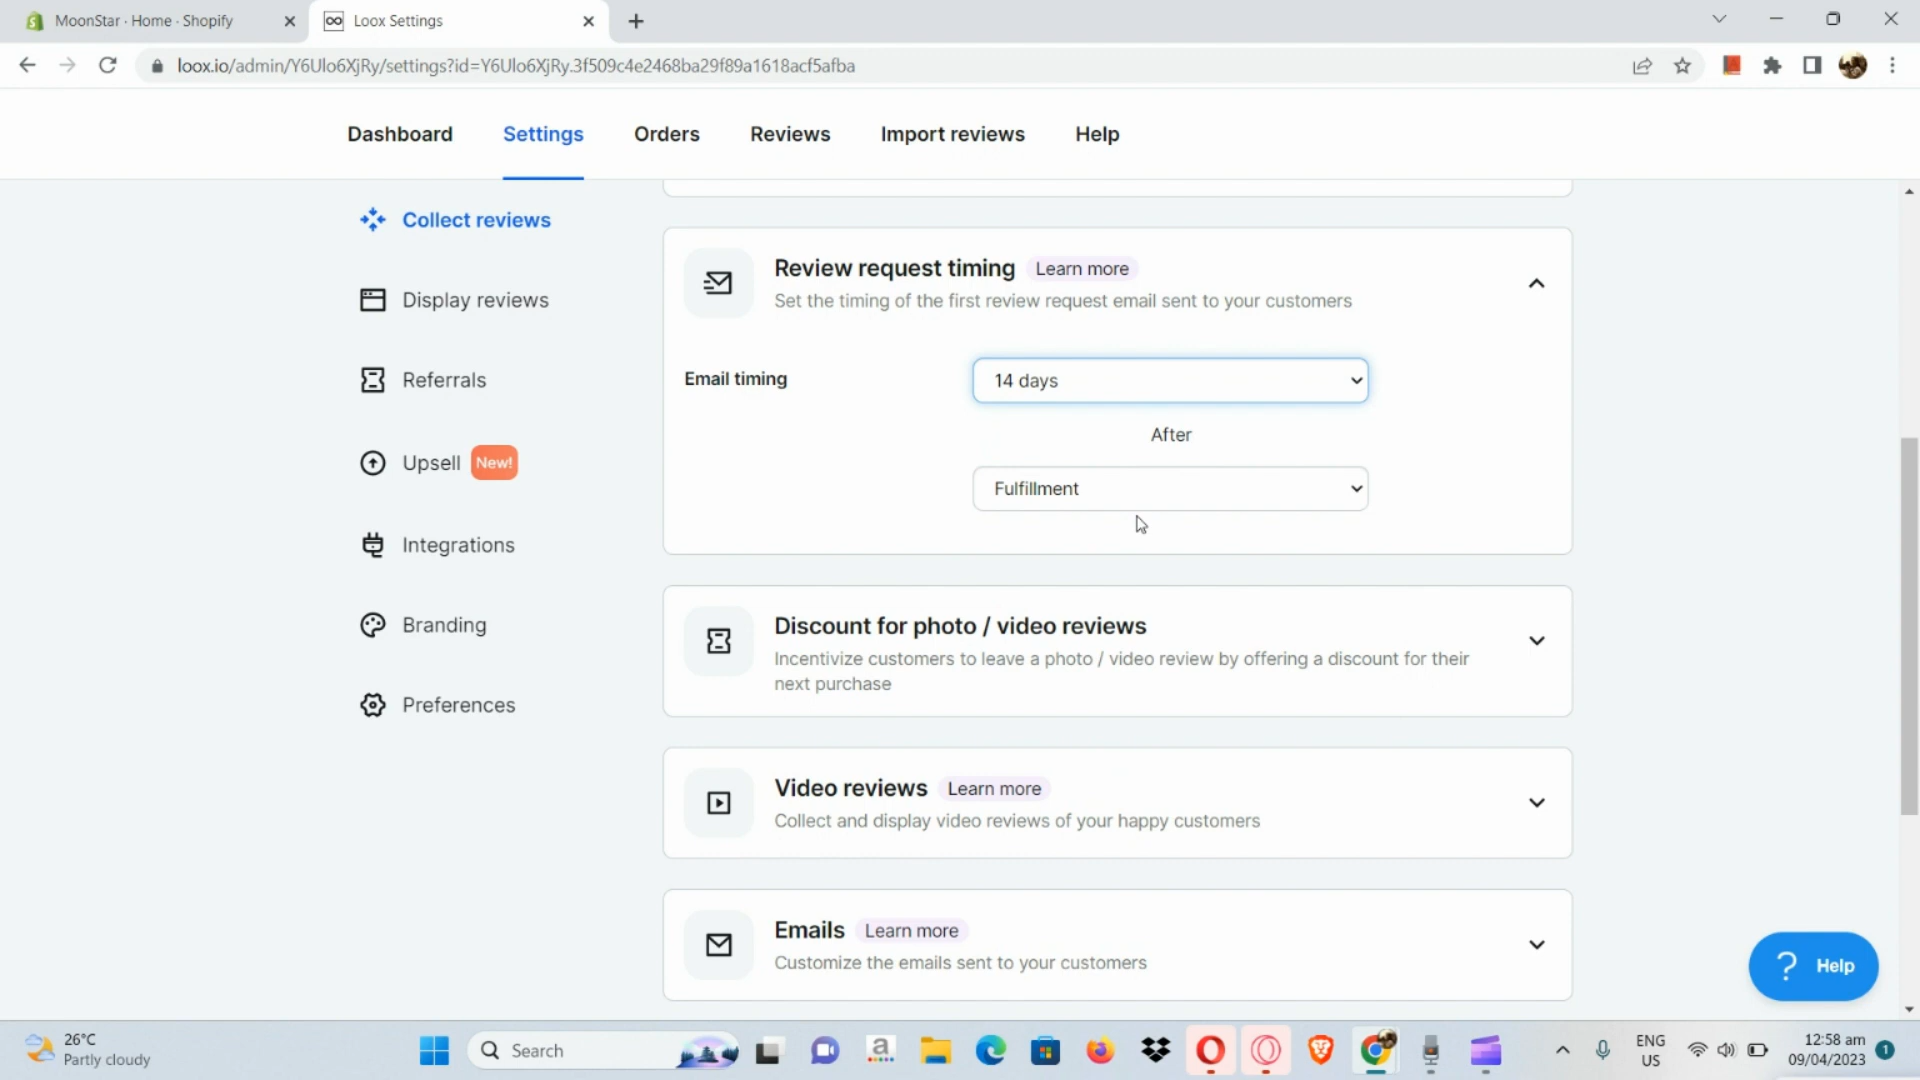 MoonStar · Home · Shopify
Loox Settings
loox.io/admin/Y6Ulo6XjRy/settings?id=Y6Ulo6XjRy.3f509c4e2468ba29f89a1618acf5afba
Dashboard
Settings
Orders
Reviews
Import reviews
Help
Collect reviews
Display reviews
Referrals
Upsell New!
Integrations
Branding
Preferences
Review request timing Learn more
Set the timing of the first review request email sent to your customers
Email timing
14 days
After
Fulfillment
Discount for photo / video reviews
Incentivize customers to leave a photo / video review by offering a discount for their
next purchase
Video reviews Learn more
Collect and display video reviews of your happy customers
Emails Learn more
Customize the emails sent to your customers
? Help
26°C
Partly cloudy
Search
ENG
US
12:58 am
09/04/2023
1